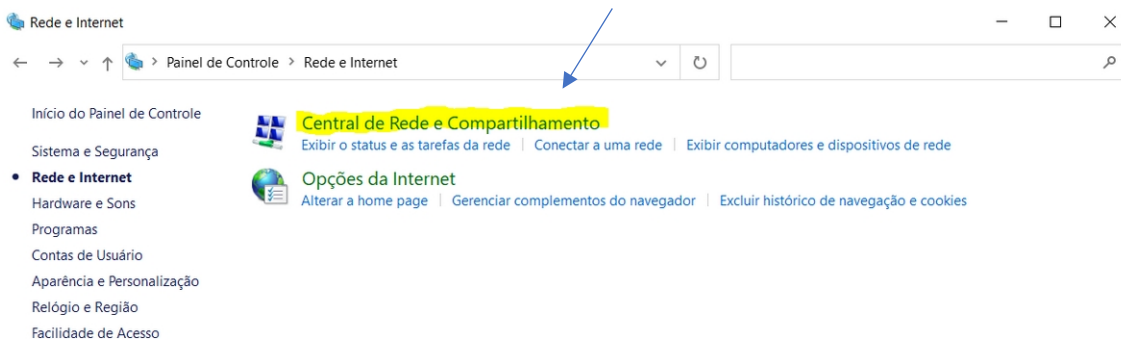 Rede e Internet
Painel de Controle > Rede e Internet
Início do Painel de Controle
Sistema e Segurança
Rede e Internet
Hardware e Sons
Programas
Contas de Usuário
Aparência e Personalização
Relógio e Região
Facilidade de Acesso
Central de Rede e Compartilhamento
Exibir o status e as tarefas da rede | Conectar a uma rede | Exibir computadores e dispositivos de rede
Opções da Internet
Alterar a home page | Gerenciar complementos do navegador | Excluir histórico de navegação e cookies